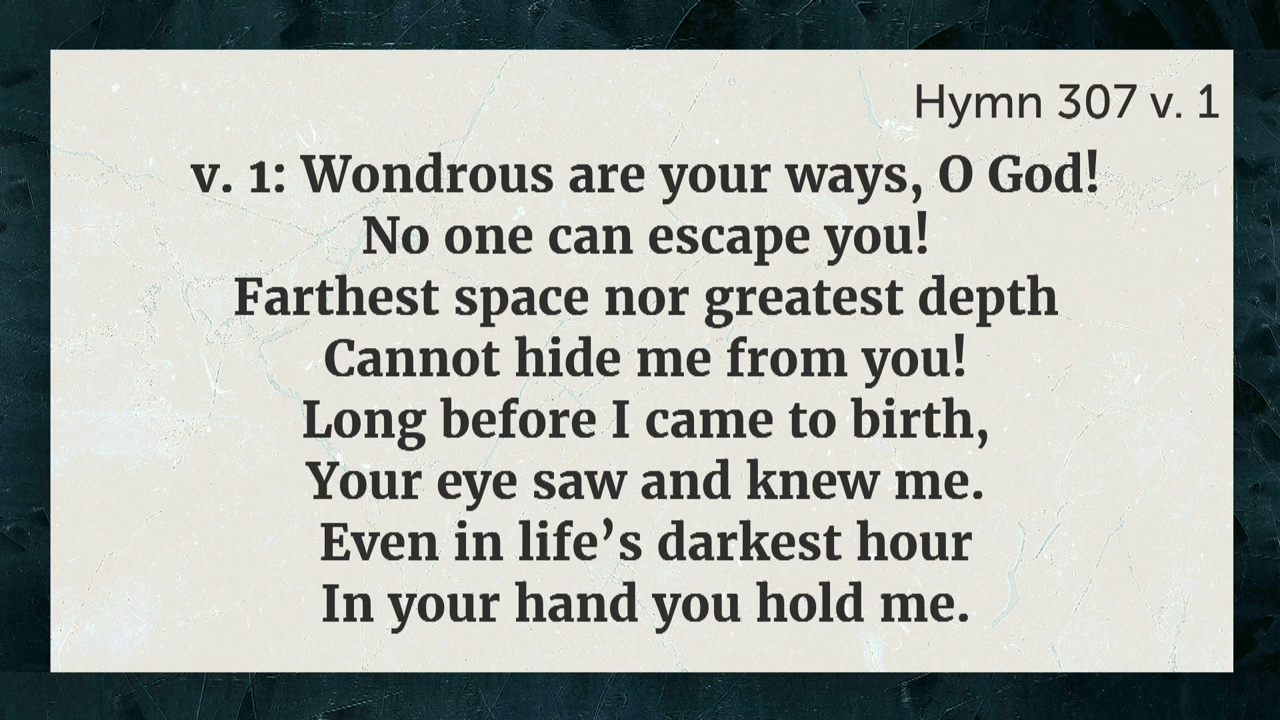 Hymn 307 v. 1
v. 1: Wondrous are your ways, O God!
No one can escape you!
Farthest space nor greatest depth
Cannot hide me from you!
Long before I came to birth,
Your eye saw and knew me.
Even in life’s darkest hour
In your hand you hold me.